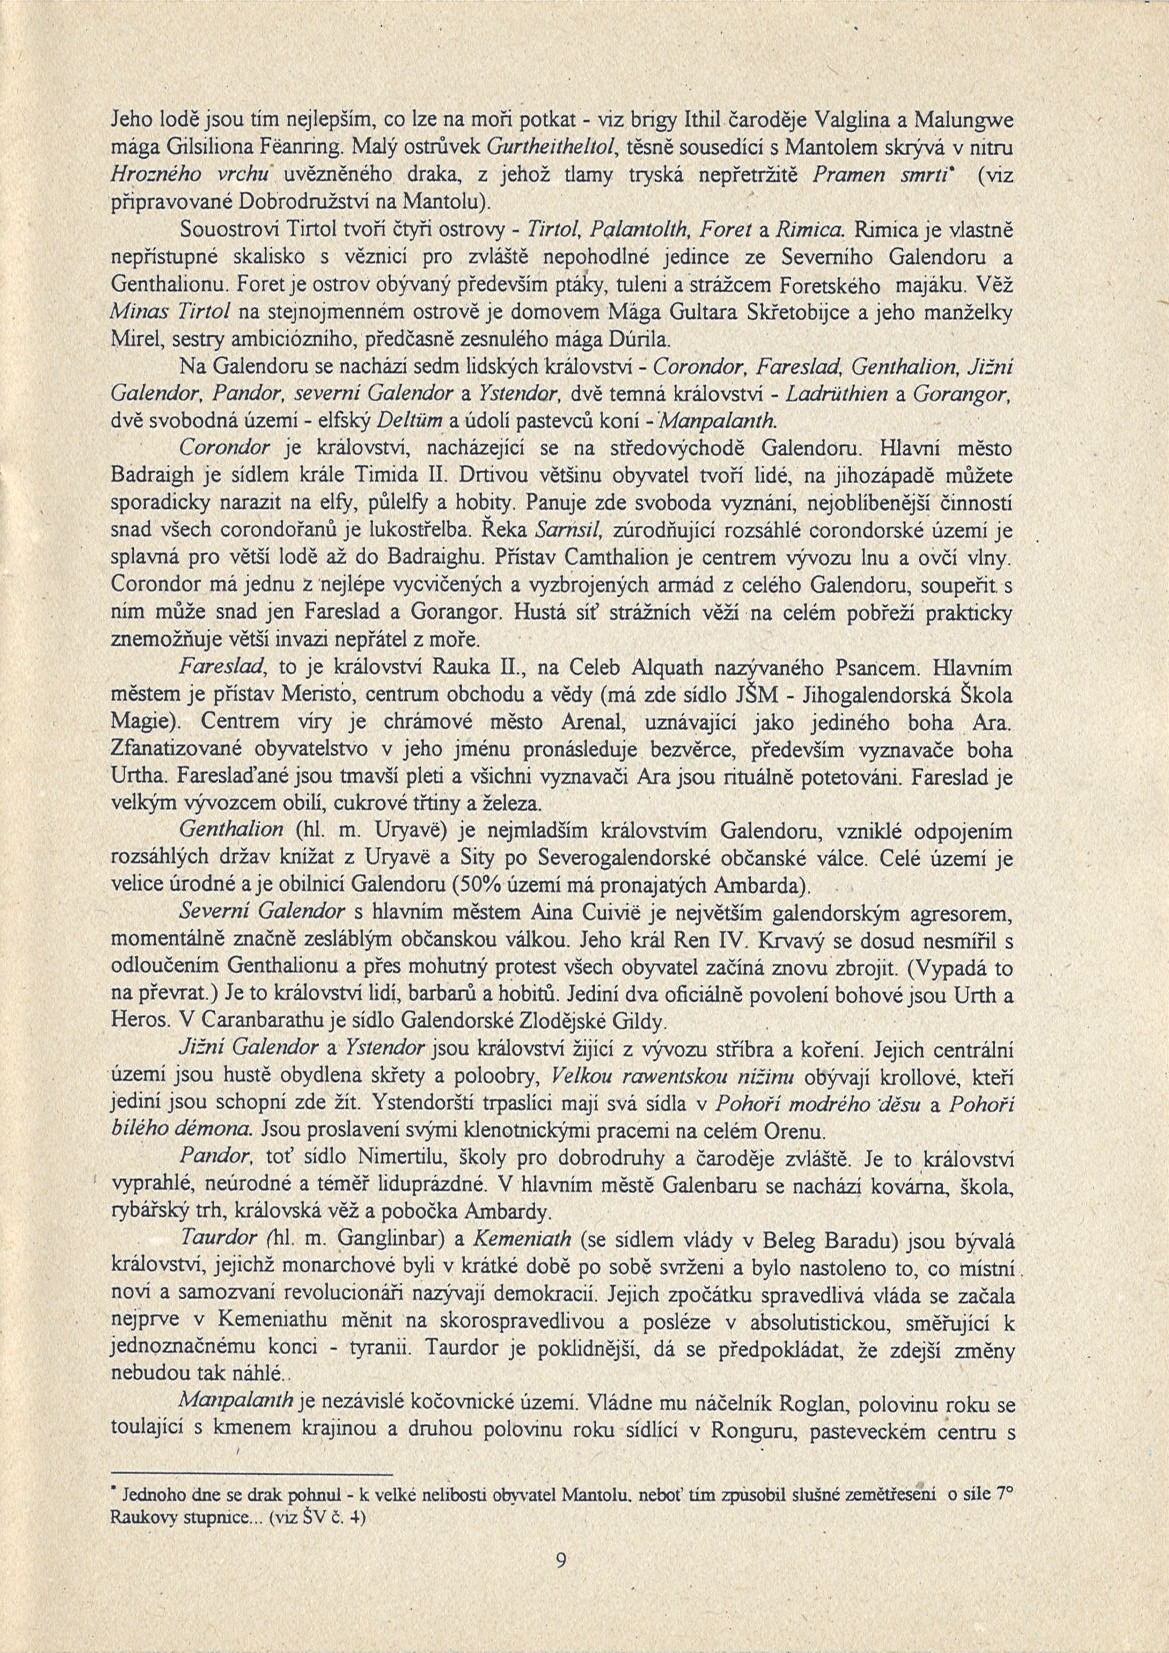 Jeho lodě jsou tím nejlepším, co lze na moři potkat - viz brigy Ithil čaroděje Valglina a Malungwe
mága Gilsiliona Fëanring. Malý ostrůvek Gurtheitheltol, těsně sousedící s Mantolem skrývá v nitru
Hrozného vrchu uvězněného draka, z jehož tlamy tryská nepřetržitě Pramen smrti* (viz
připravované Dobrodružství na Mantolu).
Souostroví Tirtol tvoří čtyři ostrovy - Tirtol, Palantolth, Foret a Rimica. Rimica je vlastně
nepřístupné skalisko s věznicí pro zvláště nepohodlné jedince ze Severního Galendoru a
Genthalionu. Foret je ostrov obývaný především ptáky, tuleni a strážcem Foretského majáku. Věž
Minas Tirtol na stejnojmenném ostrově je domovem Mága Gultara Skřetobijce a jeho manželky
Mirel, sestry ambiciózního, předčasně zesnulého mága Dúrila.
Na Galendoru se nachází sedm lidských království - Corondor, Fareslad, Genthalion, Jižní
Galendor, Pandor, severní Galendor a Ystendor, dvě temná království - Ladrüthien a Gorangor,
dvě svobodná území - elfský Deltüm a údolí pastevců koní - Manpalanth.
Corondor je království, nacházející se na středovýchodě Galendoru. Hlavní město
Badraigh je sídlem krále Timida II. Drtivou většinu obyvatel tvoří lidé, na jihozápadě můžete
sporadicky narazit na elfy, půlelfy a hobity. Panuje zde svoboda vyznání, nejoblíbenější činností
snad všech corondořanů je lukostřelba. Řeka Sarnsil, zúrodňující rozsáhlé corondorské území je
splavná pro větší lodě až do Badraighu. Přístav Camthalion je centrem vývozu lnu a ovčí vlny.
Corondor má jednu z nejlépe vycvičených a vyzbrojených armád z celého Galendoru, soupeřit s
ním může snad jen Fareslad a Gorangor. Hustá síť strážních věží na celém pobřeží prakticky
znemožňuje větší invazi nepřátel z moře.
Fareslad, to je království Rauka II., na Celeb Alquath nazývaného Psancem. Hlavním
městem je přístav Meristo, centrum obchodu a vědy (má zde sídlo JŠM - Jihogalendorská Škola
Magie). Centrem víry je chrámové město Arenal, uznávající jako jediného boha Ara.
Zfanatizované obyvatelstvo v jeho jménu pronásleduje bezvěrce, především vyznavače boha
Urtha. Fareslaďané jsou tmavší pleti a všichni vyznavači Ara jsou rituálně potetováni. Fareslad je
velkým vývozcem obilí, cukrové třtiny a železa.
Genthalion (hl. m. Uryavë) je nejmladším královstvím Galendoru, vzniklé odpojením
rozsáhlých držav knížat z Uryavë a Sity po Severogalendorské občanské válce. Celé území je
velice úrodné a je obilnicí Galendoru (50% území má pronajatých Ambarda).
Severní Galendor s hlavním městem Aina Cuivië je největším galendorským agresorem,
momentálně značně zesláblým občanskou válkou. Jeho král Ren IV. Krvavý se dosud nesmířil s
odloučením Genthalionu a přes mohutný protest všech obyvatel začíná znovu zbrojit. (Vypadá to
na převrat.) Je to království lidí, barbarů a hobitů. Jediní dva oficiálně povolení bohové jsou Urth a
Heros. V Caranbarathu je sídlo Galendorské Zlodějské Gildy.
Jižní Galendor a Ystendor jsou království žijící z vývozu stříbra a koření. Jejich centrální
území jsou hustě obydlena skřety a poloobry, Velkou rawentskou nížinu obývají krollové, kteří
jediní jsou schopní zde žít. Ystendorští trpaslíci mají svá sídla v Pohoří modrého děsu a Pohoří
bílého démona. Jsou proslavení svými klenotnickými pracemi na celém Orenu.
Pandor, toť sídlo Nimertilu, školy pro dobrodruhy a čaroděje zvláště. Je to království
vyprahlé, neúrodné a téměř liduprázdné. V hlavním městě Galenbaru se nachází kovárna, škola,
rybářský trh, královská věž a pobočka Ambardy.
Taurdor (hl. m. Ganglinbar) a Kemeniath (se sídlem vlády v Beleg Baradu) jsou bývalá
království, jejichž monarchové byli v krátké době po sobě svrženi a bylo nastoleno to, co místní
noví a samozvaní revolucionáři nazývají demokracií. Jejich zpočátku spravedlivá vláda se začala
nejprve v Kemeniathu měnit na skorospravedlivou a posléze v absolutistickou, směřující k
jednoznačnému konci - tyranii. Taurdor je poklidnější, dá se předpokládat, že zdejší změny
nebudou tak náhlé..
Manpalanth je nezávislé kočovnické území. Vládne mu náčelník Roglan, polovinu roku se
toulající s kmenem krajinou a druhou polovinu roku sídlící v Ronguru, pasteveckém centru s
* Jednoho dne se drak pohnul - k velké nelibosti obyvatel Mantolu, neboť tím způsobil slušné zemětřesení o síle 7°
Raukovy stupnice... (viz ŠV č. 4)
9